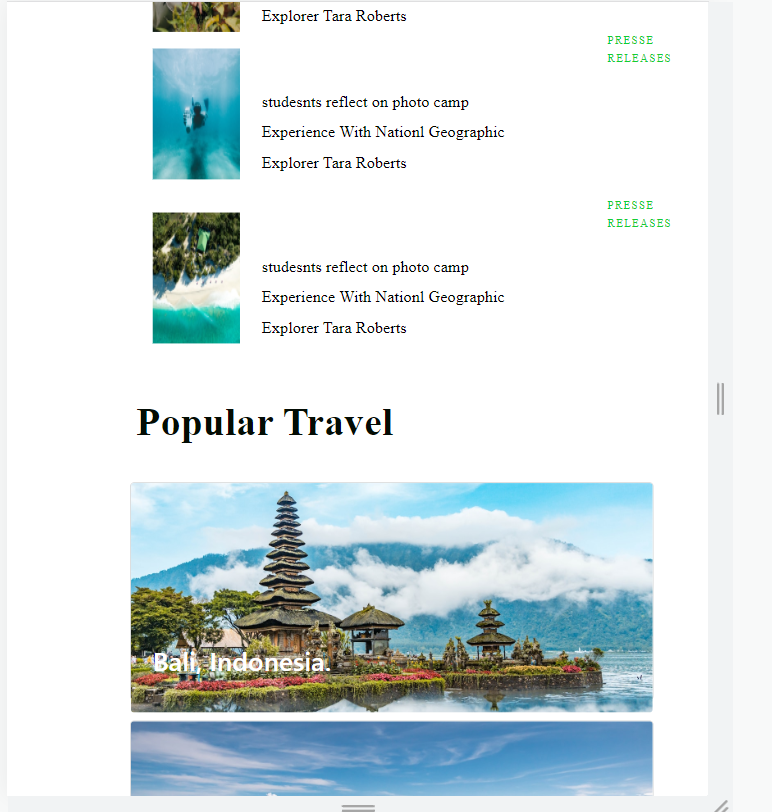 Explorer Tara Roberts
PRESSE
RELEASES
studesnts reflect on photo camp
Experience With Nationl Geographic
Explorer Tara Roberts
PRESSE
RELEASES
studesnts reflect on photo camp
Experience With Nationl Geographic
Explorer Tara Roberts
Popular Travel
Bali, Indonesia.